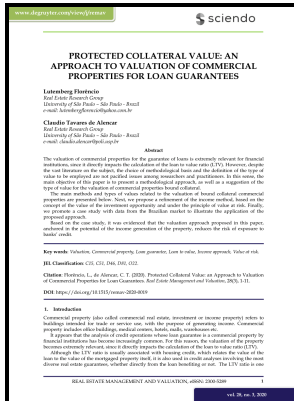 www.degruyter.com/view/j/remav
sciendo
PROTECTED COLLATERAL VALUE: AN
APPROACH TO VALUATION OF COMMERCIAL
PROPERTIES FOR LOAN GUARANTEES
Lutemberg Florêncio
Real Estate Research Group
University of São Paulo – São Paulo - Brazil
e-mail: lutembergflorencio@hotmail.com
Claudio Tavares de Alencar
Real Estate Research Group
University of São Paulo – São Paulo - Brazil
e-mail: claudio.alencar@poli.usp.br
Abstract
The valuation of commercial properties for the guarantee of loans is extremely relevant for financial
institutions, since it directly impacts the calculation of the loan to value ratio (LTV). However, despite
the vast literature on the subject, the choice of methodological basis and the definition of the type of
value to be employed are not pacified issues among researchers and practitioners. In this sense, the
main objective of this paper is to present a methodological approach, as well as a suggestion of the
type of value for the valuation of commercial properties bound collateral.
The main methods and types of values related to the valuation of bound collateral commercial
properties are presented below. Next, we propose a refinement of the income method, based on the
concept of the value of the investment opportunity and under the principle of value at risk. Finally,
we promote a case study with data from the Brazilian market to illustrate the application of the
proposed approach.
Based on the case study, it was evidenced that the valuation approach proposed in this paper,
anchored in the potential of the income generation of the property, reduces the risk of exposure to
banks' credit.
Key words: Valuation, Commercial property, Loan guarantee, Loan to value, Income approach, Value at risk.
JEL Classification: C15, C51, D46, D81, O22.
Citation: Florêncio, L., de Alencar, C. T. (2020). Protected Collateral Value: an Approach to Valuation
of Commercial Properties for Loan Guarantees. Real Estate Management and Valuation, 28(3), 1-11.
DOI: https://doi.org/10.1515/remav-2020-0019
1. Introduction
Commercial property (also called commercial real estate, investment or income property) refers to
buildings intended for trade or service use, with the purpose of generating income. Commercial
property includes office buildings, medical centers, hotels, malls, warehouses etc.
It appears that the analysis of credit operations whose loan guarantee is a commercial property by
financial institutions has become increasingly common. For this reason, the valuation of the property
becomes extremely relevant, since it directly impacts the calculation of the loan to value ratio (LTV).
Although the LTV ratio is usually associated with housing credit, which relates the value of the
loan to the value of the mortgaged property itself, it is also used in credit analyses involving the most
diverse real estate guarantees, whether directly from the loan benefiting or not. The LTV ratio is one
REAL ESTATE MANAGEMENT AND VALUATION, eISSN: 2300-5289
1
vol. 28, no. 3, 2020